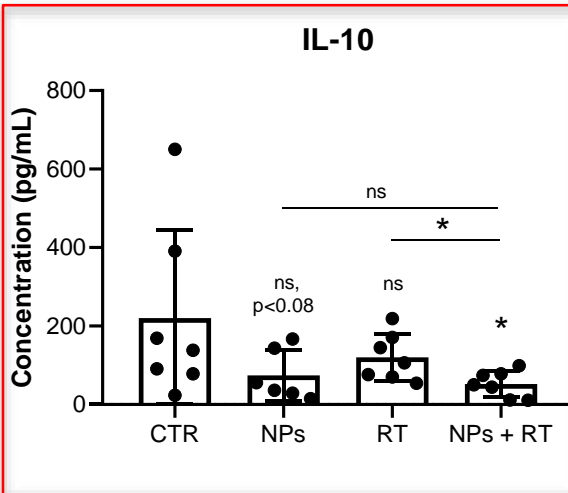 IL-10
Concentration (pg/mL)
800
600
400
200
0
ns
*
ns,
p<0.08
ns
*
CTR
NPs
RT
NPs + RT